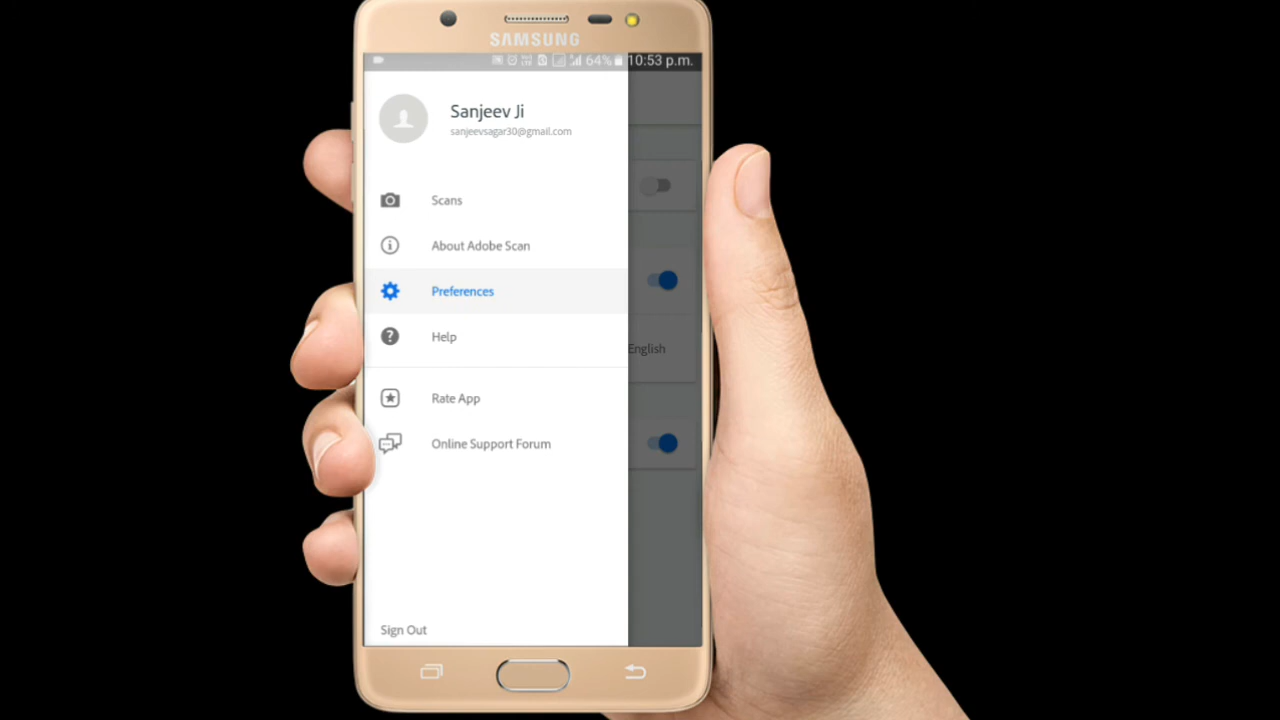 SAMSUNG
64% 10:53 p.m.
Sanjeev Ji
sanjeevsagar30@gmail.com
Scans
About Adobe Scan
Preferences
English
Help
Rate App
Online Support Forum
Sign Out